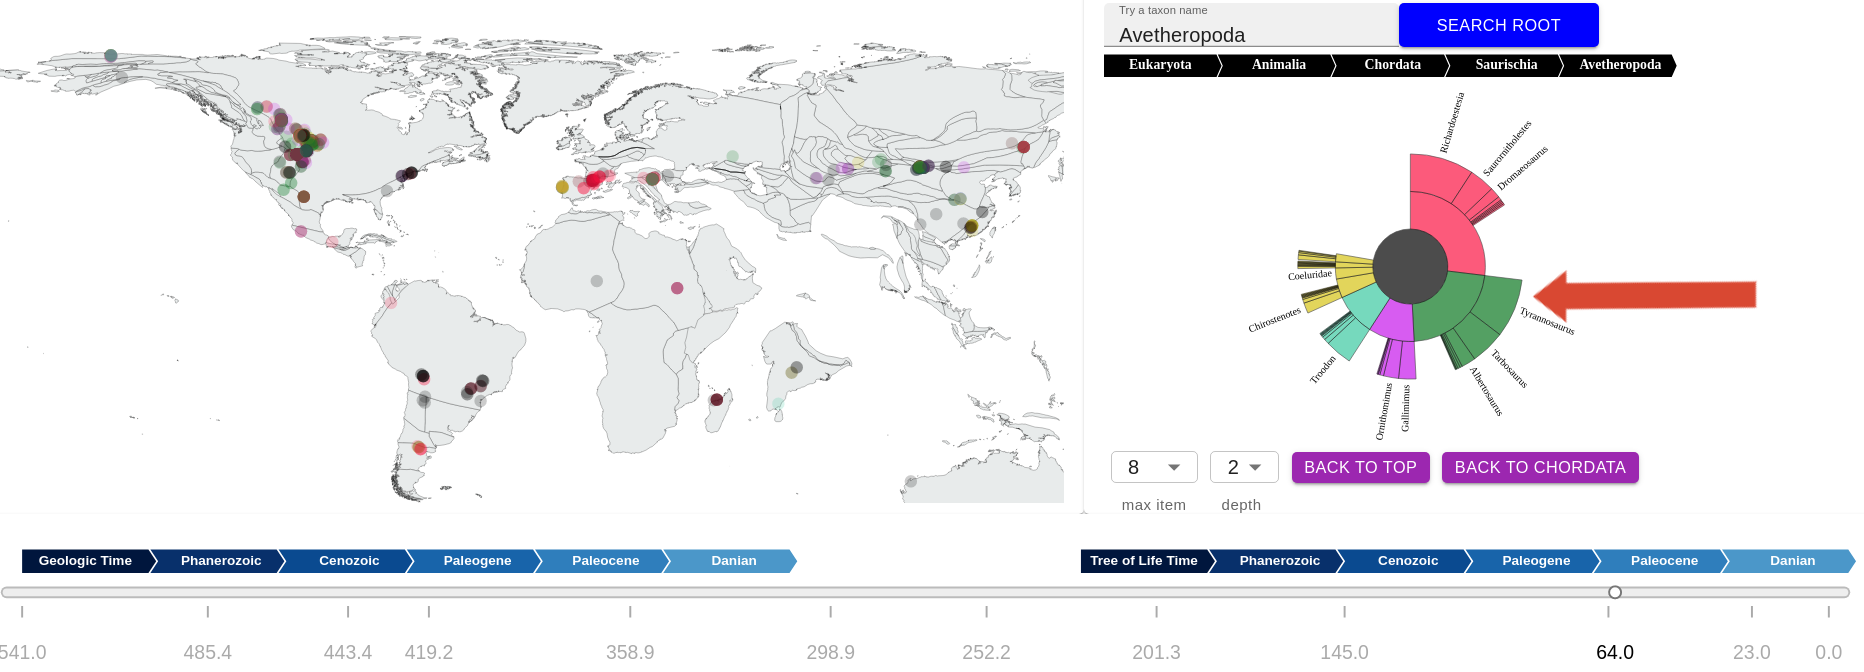 Try a taxon name
Avetheropoda
SEARCH ROOT
Eukaryota Animalia Chordata Saurischia Avetheropoda
Richardoestesia
Saurornitholestes
Dromaeosaurus
Coeluridae
Chirostenotes
Tyrannosaurus
Tarbosaurus
Troodon
Albertosaurus
Ornithomimus
Gallimimus
8 2 BACK TO TOP BACK TO CHORDATA
max item depth
Geologic Time Phanerozoic Cenozoic Paleogene Paleocene Danian
Tree of Life Time Phanerozoic Cenozoic Paleogene Paleocene Danian
541.0 485.4 443.4 419.2 358.9 298.9 252.2 201.3 145.0 64.0 23.0 0.0